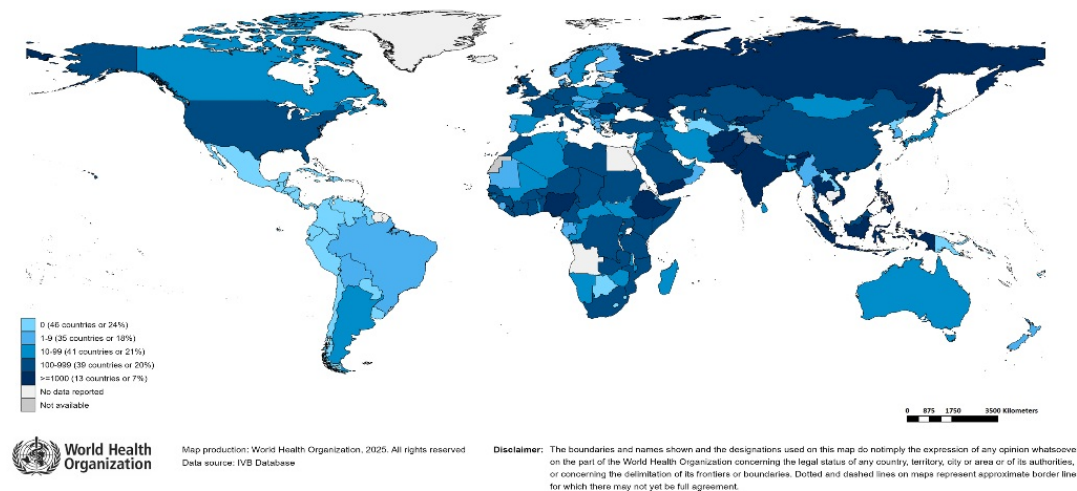 0 (46 countries or 24%)
1-9 (35 countries or 18%)
10-99 (41 countries or 21%)
100-999 (39 countries or 20%)
>=1000 (13 countries or 7%)
No data reported
Not available
0 875 1750 3500 Kilometers
World Health
Organization
Map production: World Health Organization, 2025. All rights reserved
Data source: IVB Database
Disclaimer: The boundaries and names shown and the designations used on this map do notimply the expression of any opinion whatsoever
on the part of the World Health Organization concerning the legal status of any country, territory, city or area or of its authorities,
or concerning the delimitation of its frontiers or boundaries. Dotted and dashed lines on maps represent approximate border line
for which there may not yet be full agreement.